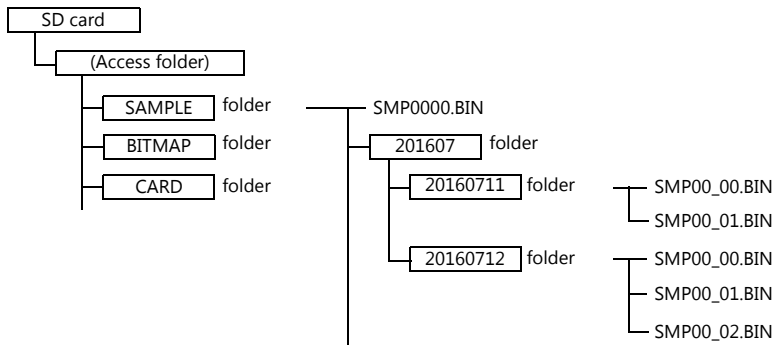 SD card
(Access folder)
SAMPLE folder SMP0000.BIN
BITMAP folder 201607 folder
CARD folder 20160711 folder SMP00_00.BIN
SMP00_01.BIN
20160712 folder SMP00_00.BIN
SMP00_01.BIN
SMP00_02.BIN